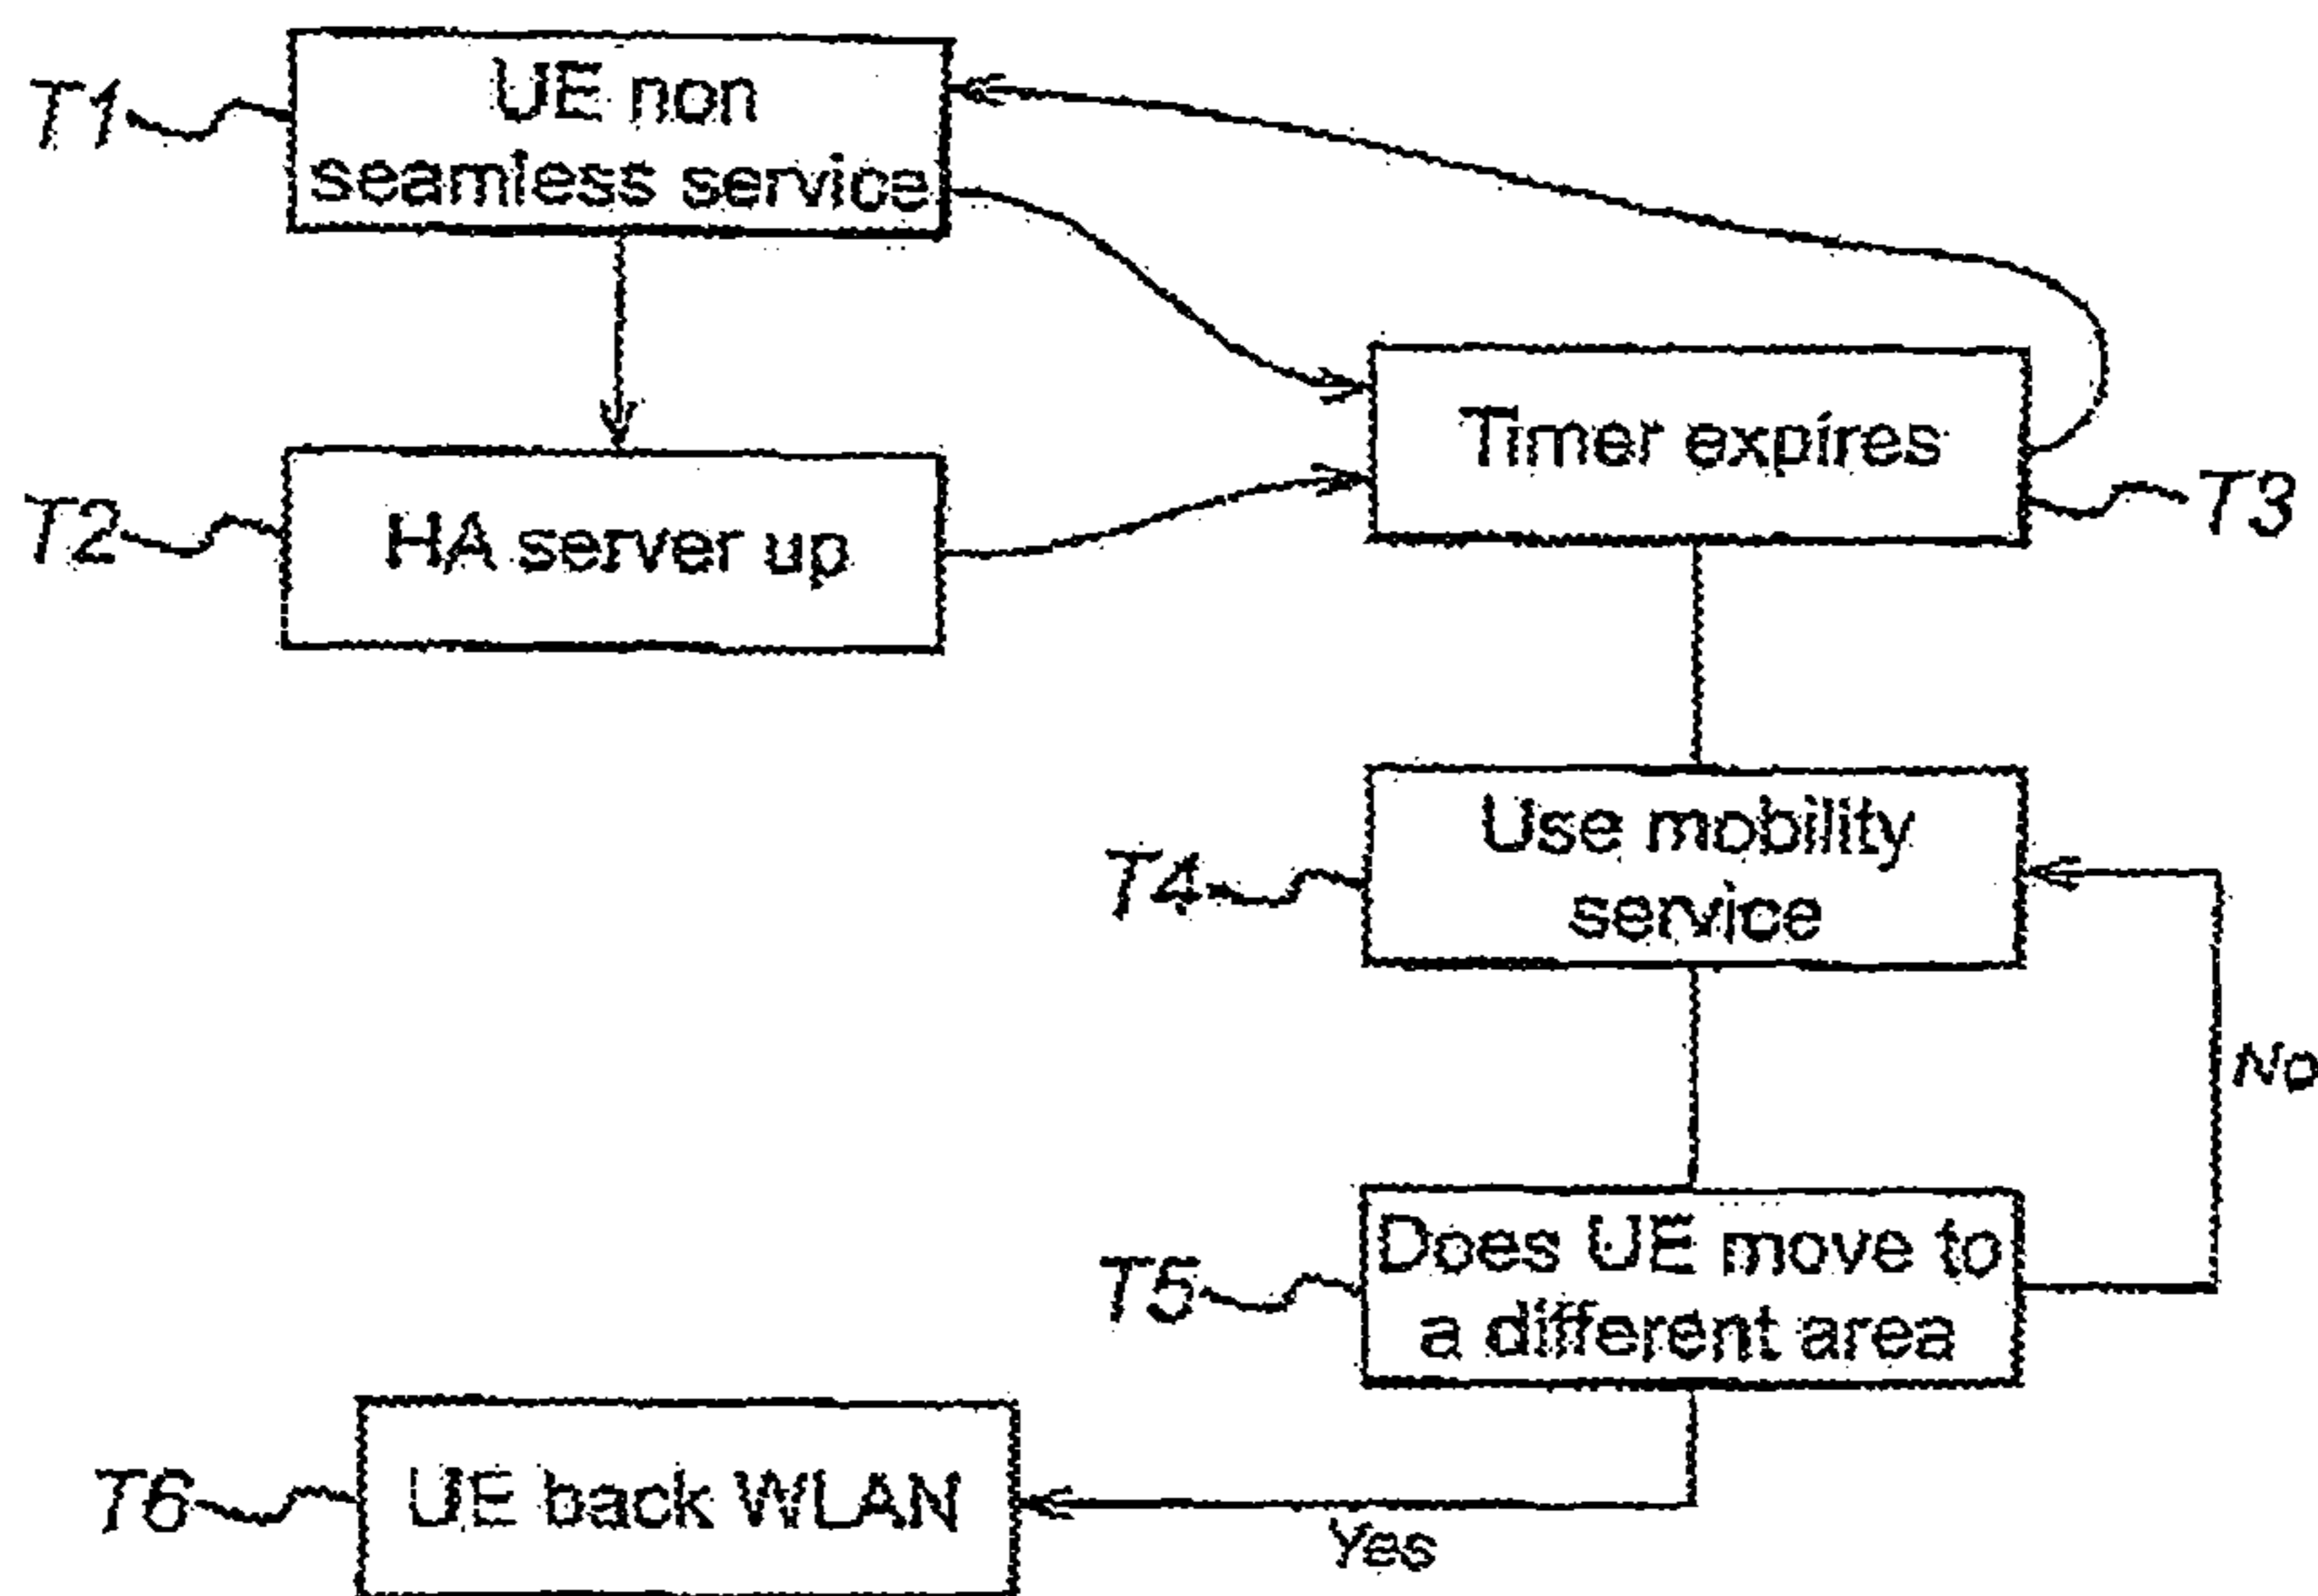 T1
UE non
seamless service
T2
HA server up
Timer expires
T3
T4
Use mobility
service
No
T5
Does UE move to
a different area
T6
UE back WLAN
Yes